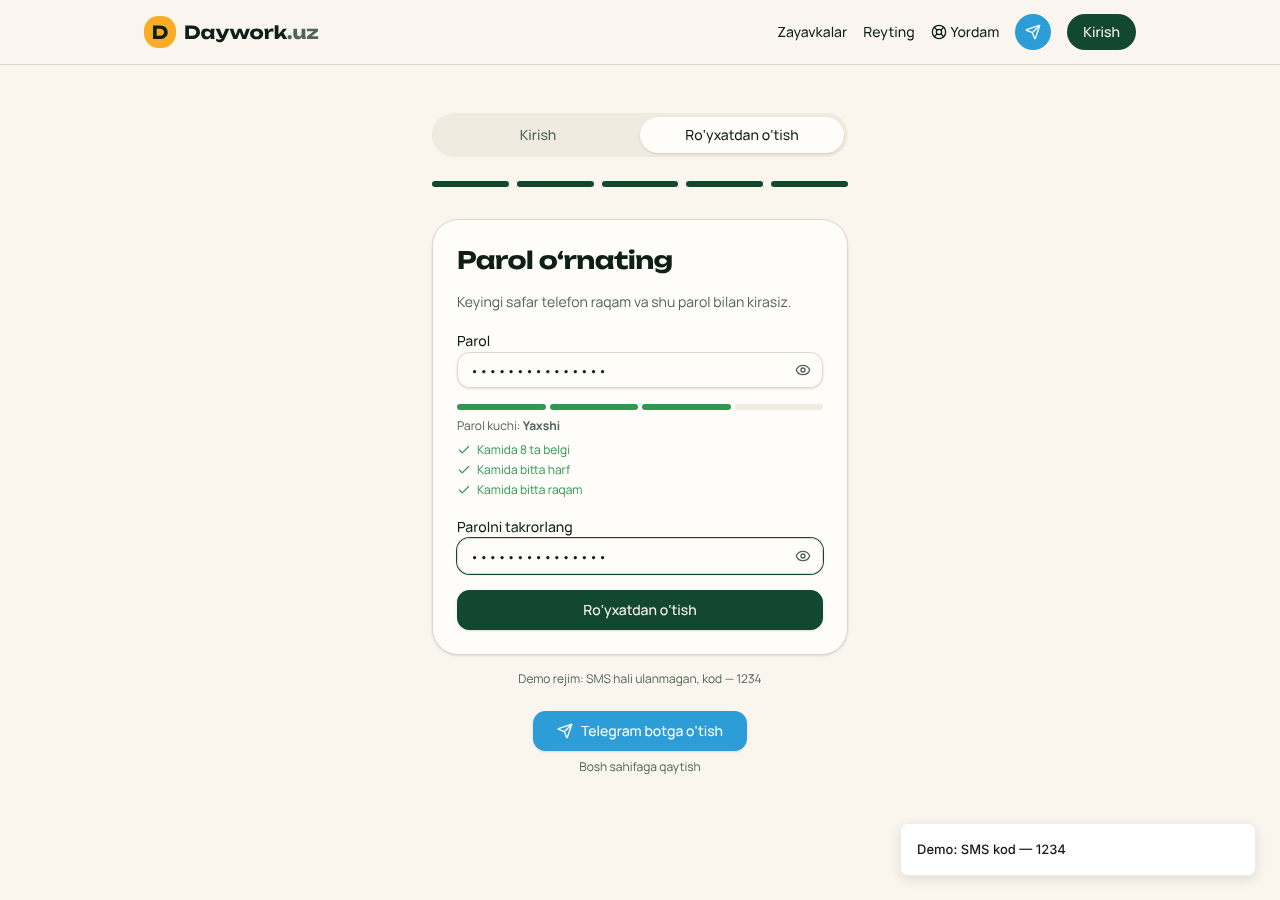 D Daywork.uz
Zayavkalar Reyting Yordam Kirish
Kirish Ro'yxatdan o'tish
Parol o‘rnating
Keyingi safar telefon raqam va shu parol bilan kirasiz.
Parol
•••••••••••••••
Parol kuchi: Yaxshi
Kamida 8 ta belgi
Kamida bitta harf
Kamida bitta raqam
Parolni takrorlang
•••••••••••••••
Ro'yxatdan o'tish
Demo rejim: SMS hali ulanmagan, kod — 1234
Telegram botga o'tish
Bosh sahifaga qaytish
Demo: SMS kod — 1234